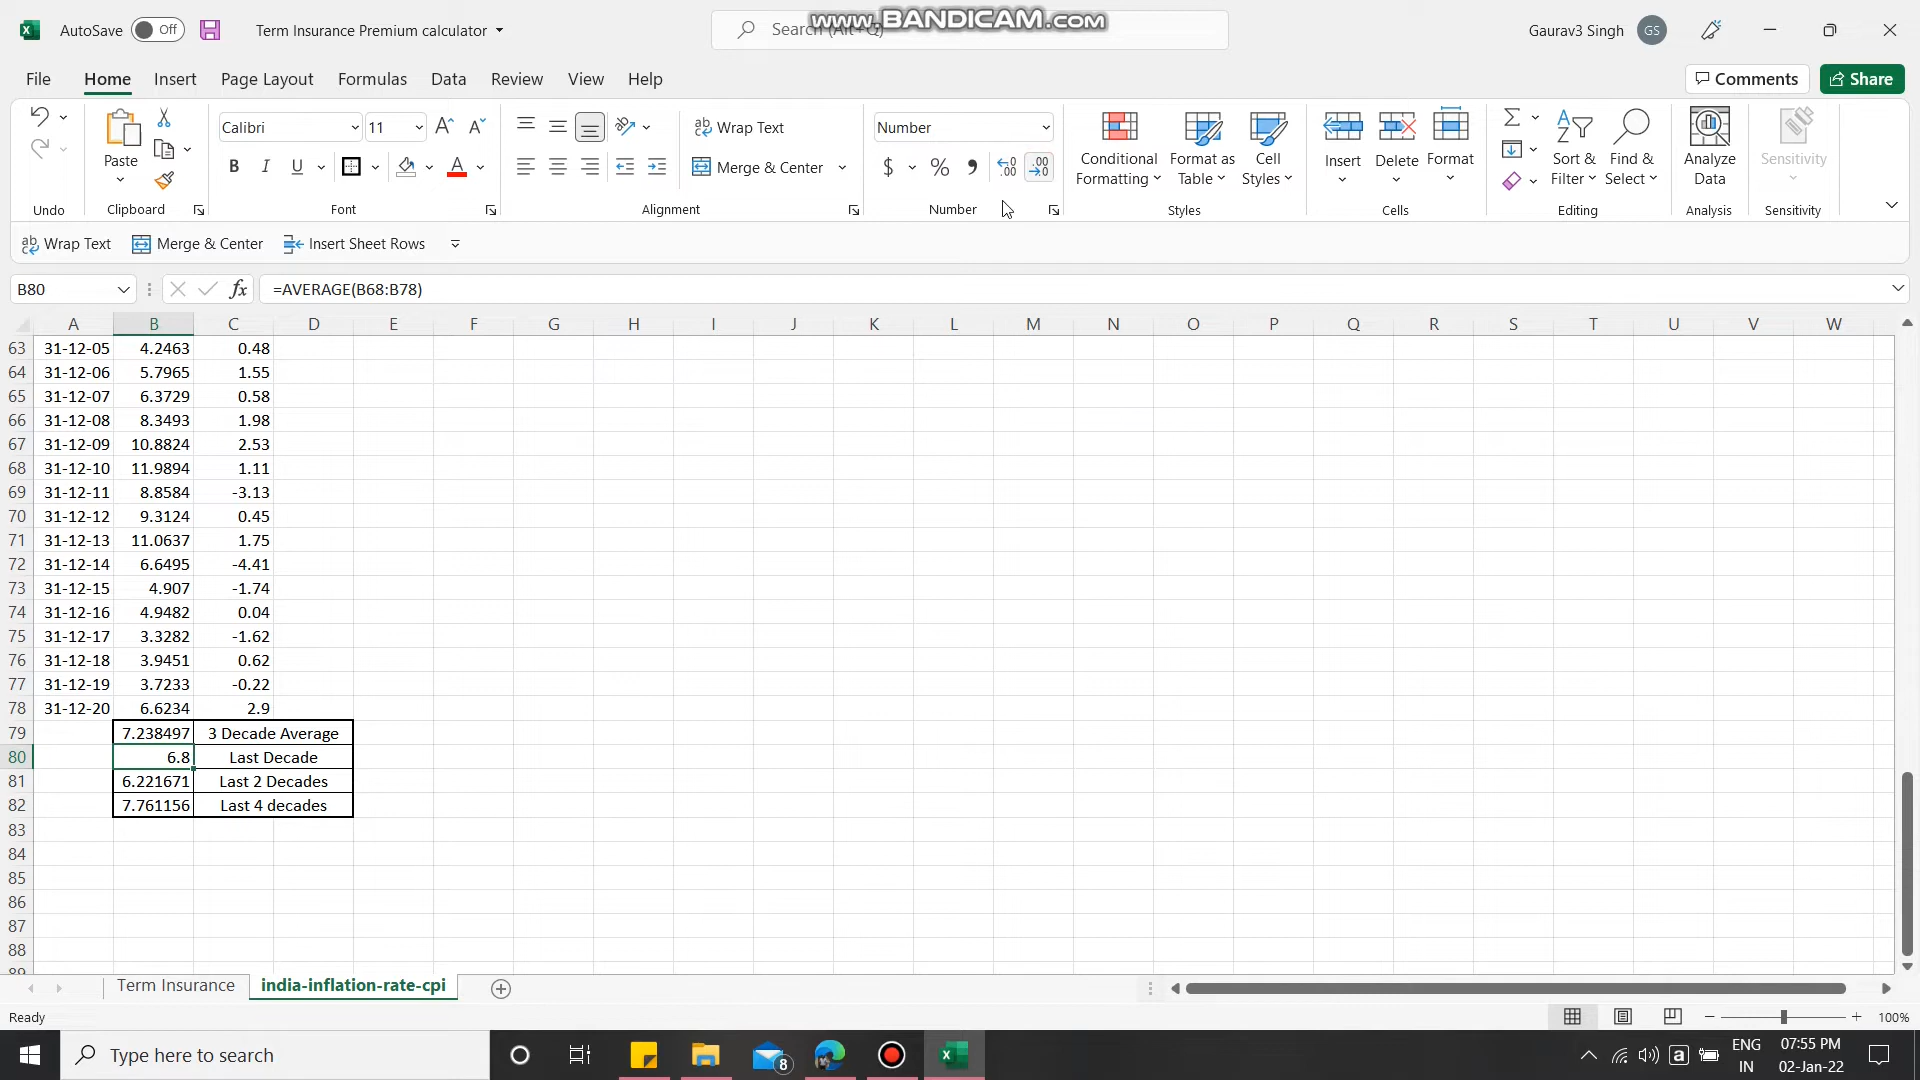 AutoSave Off Term Insurance Premium calculator Search (Alt+Q) Gaurav3 Singh GS
www.BANDICAM.com
File Home Insert Page Layout Formulas Data Review View Help Comments Share
Calibri 11 Wrap Text Number
Paste Merge & Center Conditional Formatting Format as Table Cell Styles Insert Delete Format Sort & Filter Find & Select Analyze Data Sensitivity
Undo Clipboard Font Alignment Number Styles Cells Editing Analysis Sensitivity
Wrap Text Merge & Center Insert Sheet Rows
B80 fx =AVERAGE(B68:B78)
A B C D E F G H I J K L M N O P Q R S T U V W
63 31-12-05 4.2463 0.48
64 31-12-06 5.7965 1.55
65 31-12-07 6.3729 0.58
66 31-12-08 8.3493 1.98
67 31-12-09 10.8824 2.53
68 31-12-10 11.9894 1.11
69 31-12-11 8.8584 -3.13
70 31-12-12 9.3124 0.45
71 31-12-13 11.0637 1.75
72 31-12-14 6.6495 -4.41
73 31-12-15 4.907 -1.74
74 31-12-16 4.9482 0.04
75 31-12-17 3.3282 -1.62
76 31-12-18 3.9451 0.62
77 31-12-19 3.7233 -0.22
78 31-12-20 6.6234 2.9
79 7.238497 3 Decade Average
80 6.8 Last Decade
81 6.221671 Last 2 Decades
82 7.761156 Last 4 decades
83
84
85
86
87
88
89
Term Insurance india-inflation-rate-cpi
Ready 100%
Type here to search 8 ENG IN 07:55 PM 02-Jan-22